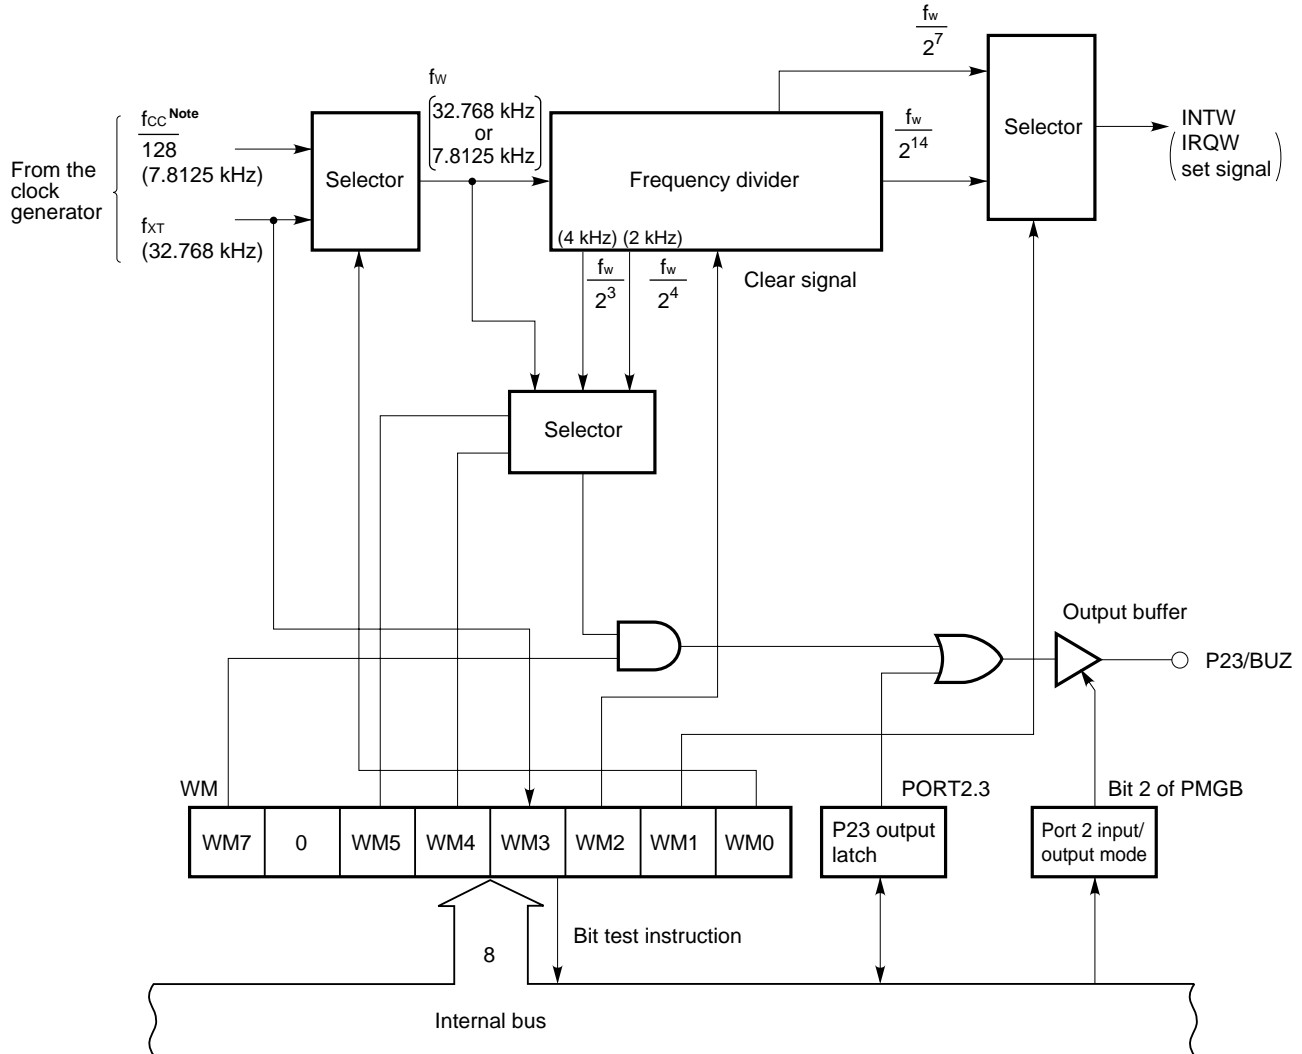 From the
clock
generator
fCC Note
128
(7.8125 kHz)
fXT
(32.768 kHz)
Selector
fW
32.768 kHz
or
7.8125 kHz
Frequency divider
(4 kHz) (2 kHz)
fw
2^7
fw
2^14
Selector
INTW
IRQW
set signal
fw
2^3
fw
2^4
Clear signal
Selector
Output buffer
P23/BUZ
WM
WM7 0 WM5 WM4 WM3 WM2 WM1 WM0
PORT2.3
P23 output
latch
Bit 2 of PMGB
Port 2 input/
output mode
8
Bit test instruction
Internal bus